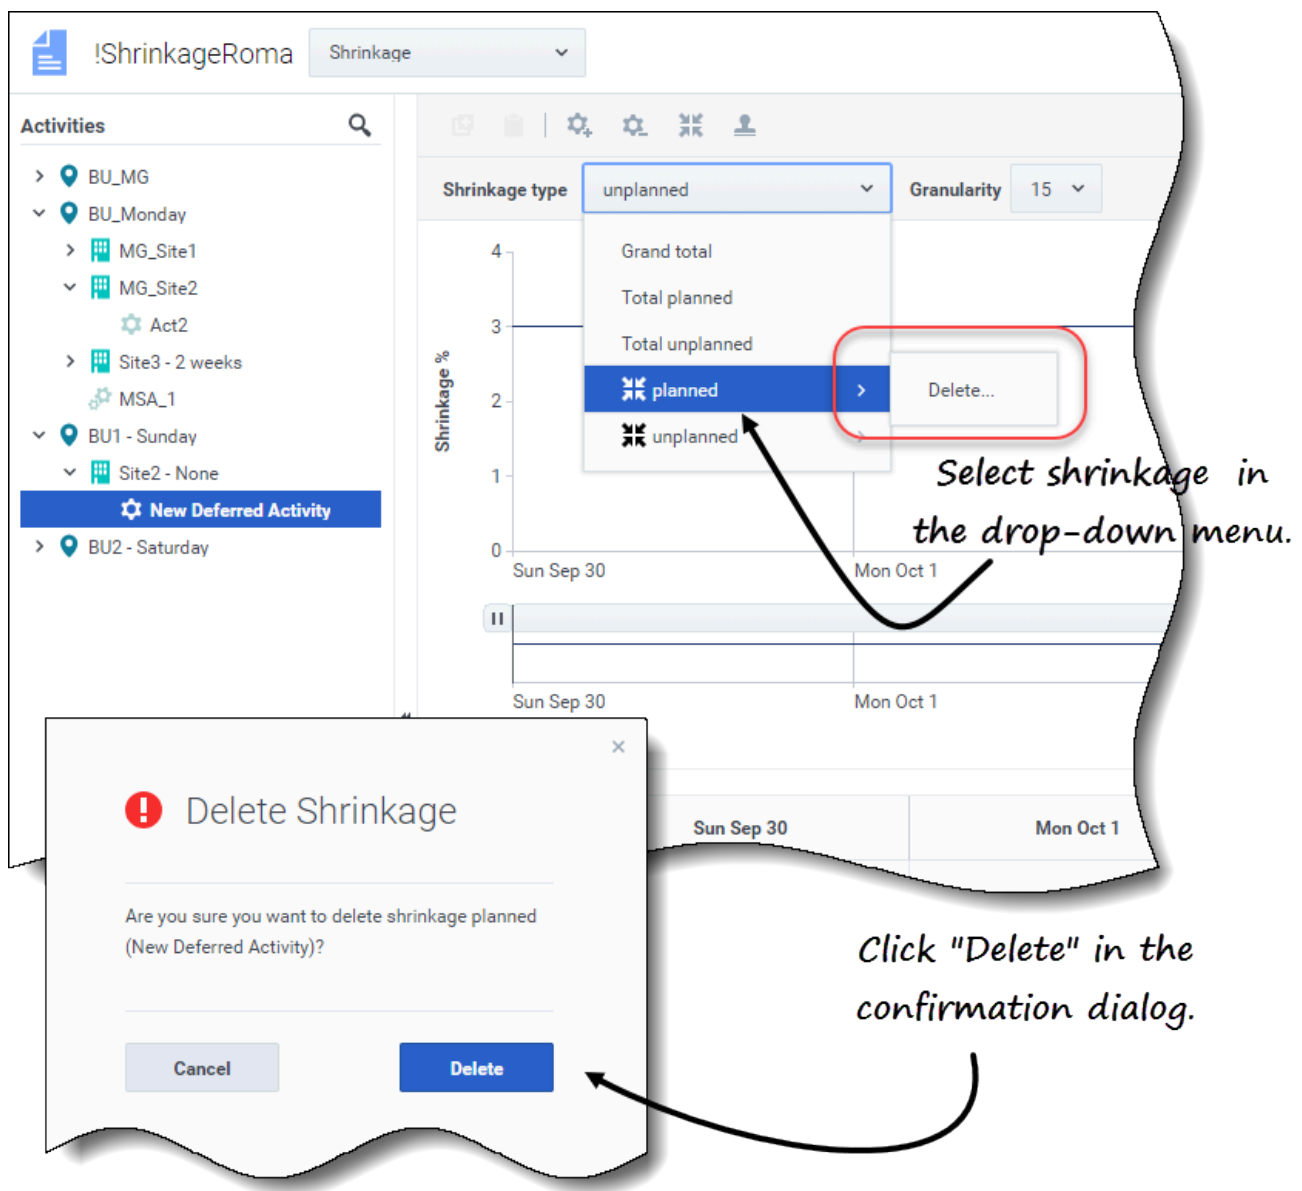 !ShrinkageRoma
Shrinkage
Activities
BU_MG
BU_Monday
MG_Site1
MG_Site2
Act2
Site3 - 2 weeks
MSA_1
BU1 - Sunday
Site2 - None
New Deferred Activity
BU2 - Saturday
Shrinkage type
unplanned
Granularity
15
Grand total
Total planned
Total unplanned
planned
unplanned
Delete...
Shrinkage %
4
3
2
1
0
Sun Sep 30
Mon Oct 1
Select shrinkage in
the drop-down menu.
Sun Sep 30
Mon Oct 1
Sun Sep 30
Mon Oct 1
Delete Shrinkage
Are you sure you want to delete shrinkage planned
(New Deferred Activity)?
Cancel
Delete
Click "Delete" in the
confirmation dialog.